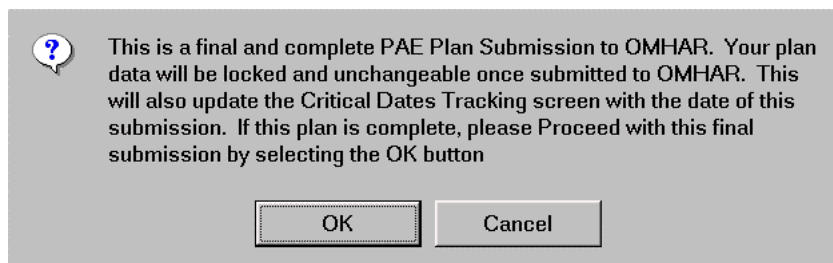 This is a final and complete PAE Plan Submission to OMHAR. Your plan
data will be locked and unchangeable once submitted to OMHAR. This
will also update the Critical Dates Tracking screen with the date of this
submission. If this plan is complete, please Proceed with this final
submission by selecting the OK button
OK Cancel